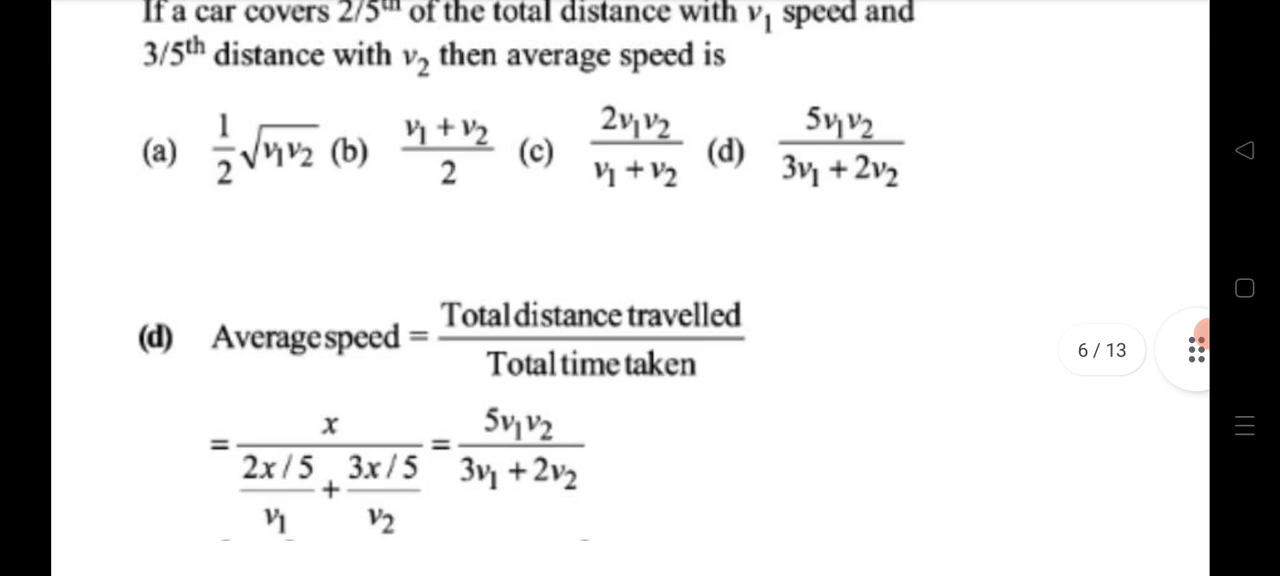 If a car covers 2/5th of the total distance with v₁ speed and
3/5th distance with v₂ then average speed is
(a) 1/2 √v₁v₂ (b) (v₁ + v₂)/2 (c) 2v₁v₂/(v₁ + v₂) (d) 5v₁v₂/(3v₁ + 2v₂)
(d) Average speed = Total distance travelled / Total time taken
= x / ((2x/5)/v₁ + (3x/5)/v₂) = 5v₁v₂/(3v₁ + 2v₂)
6 / 13